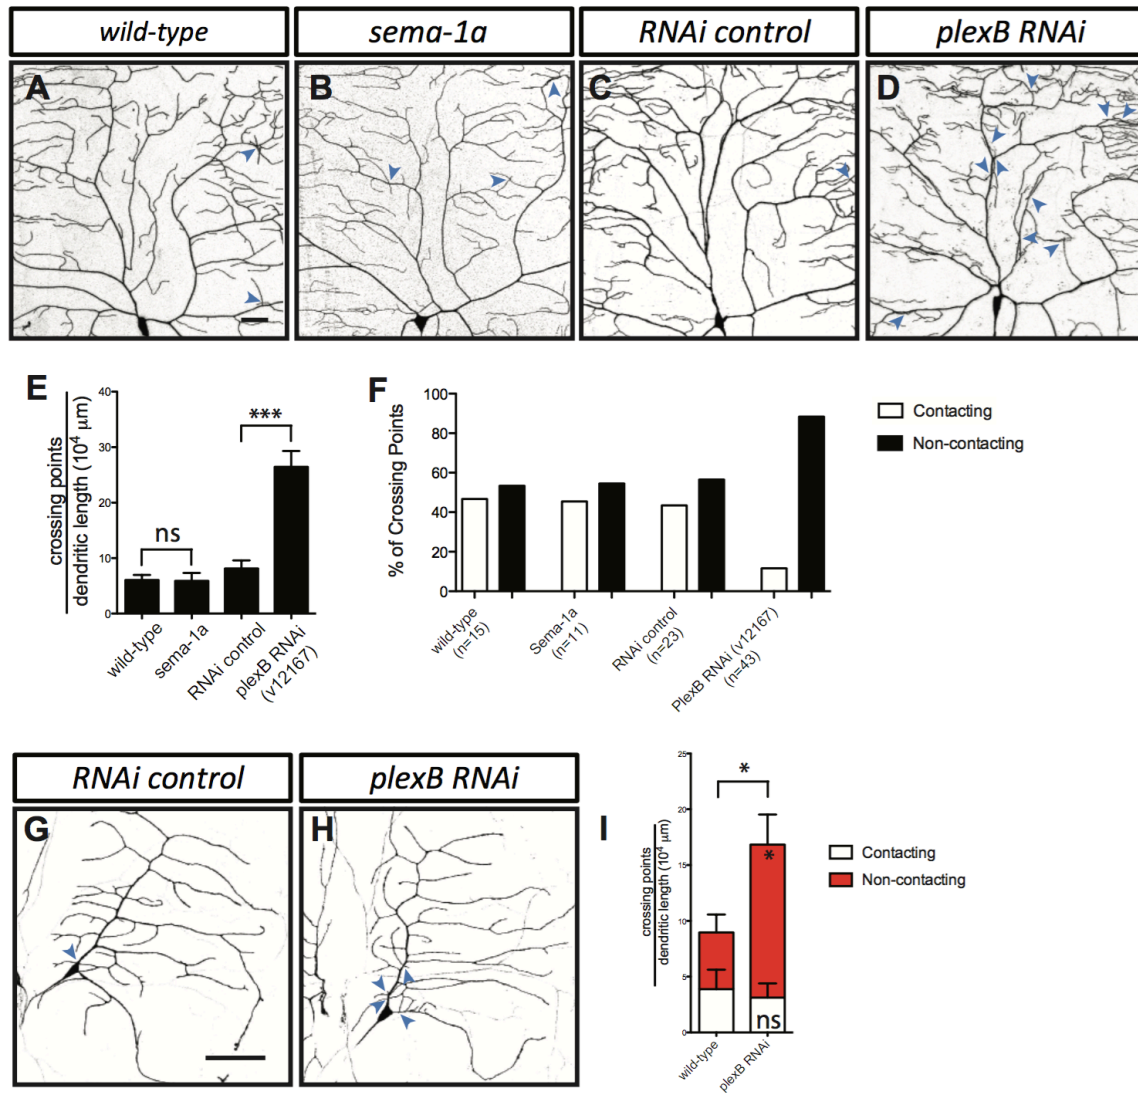 wild-type
sema-1a
RNAi control
plexB RNAi
A
B
C
D
E
crossing points
dendritic length (10⁴ µm)
40
30
20
10
0
ns
***
wild-type
sema-1a
RNAi control
plexB RNAi
(v12167)
F
% of Crossing Points
100
80
60
40
20
0
wild-type
(n=15)
Sema-1a
(n=11)
RNAi control
(n=23)
PlexB RNAi (v12167)
(n=43)
Contacting
Non-contacting
RNAi control
plexB RNAi
G
H
I
crossing points
dendritic length (10⁴ µm)
25
20
15
10
5
0
*
*
ns
wild-type
plexB RNAi
Contacting
Non-contacting